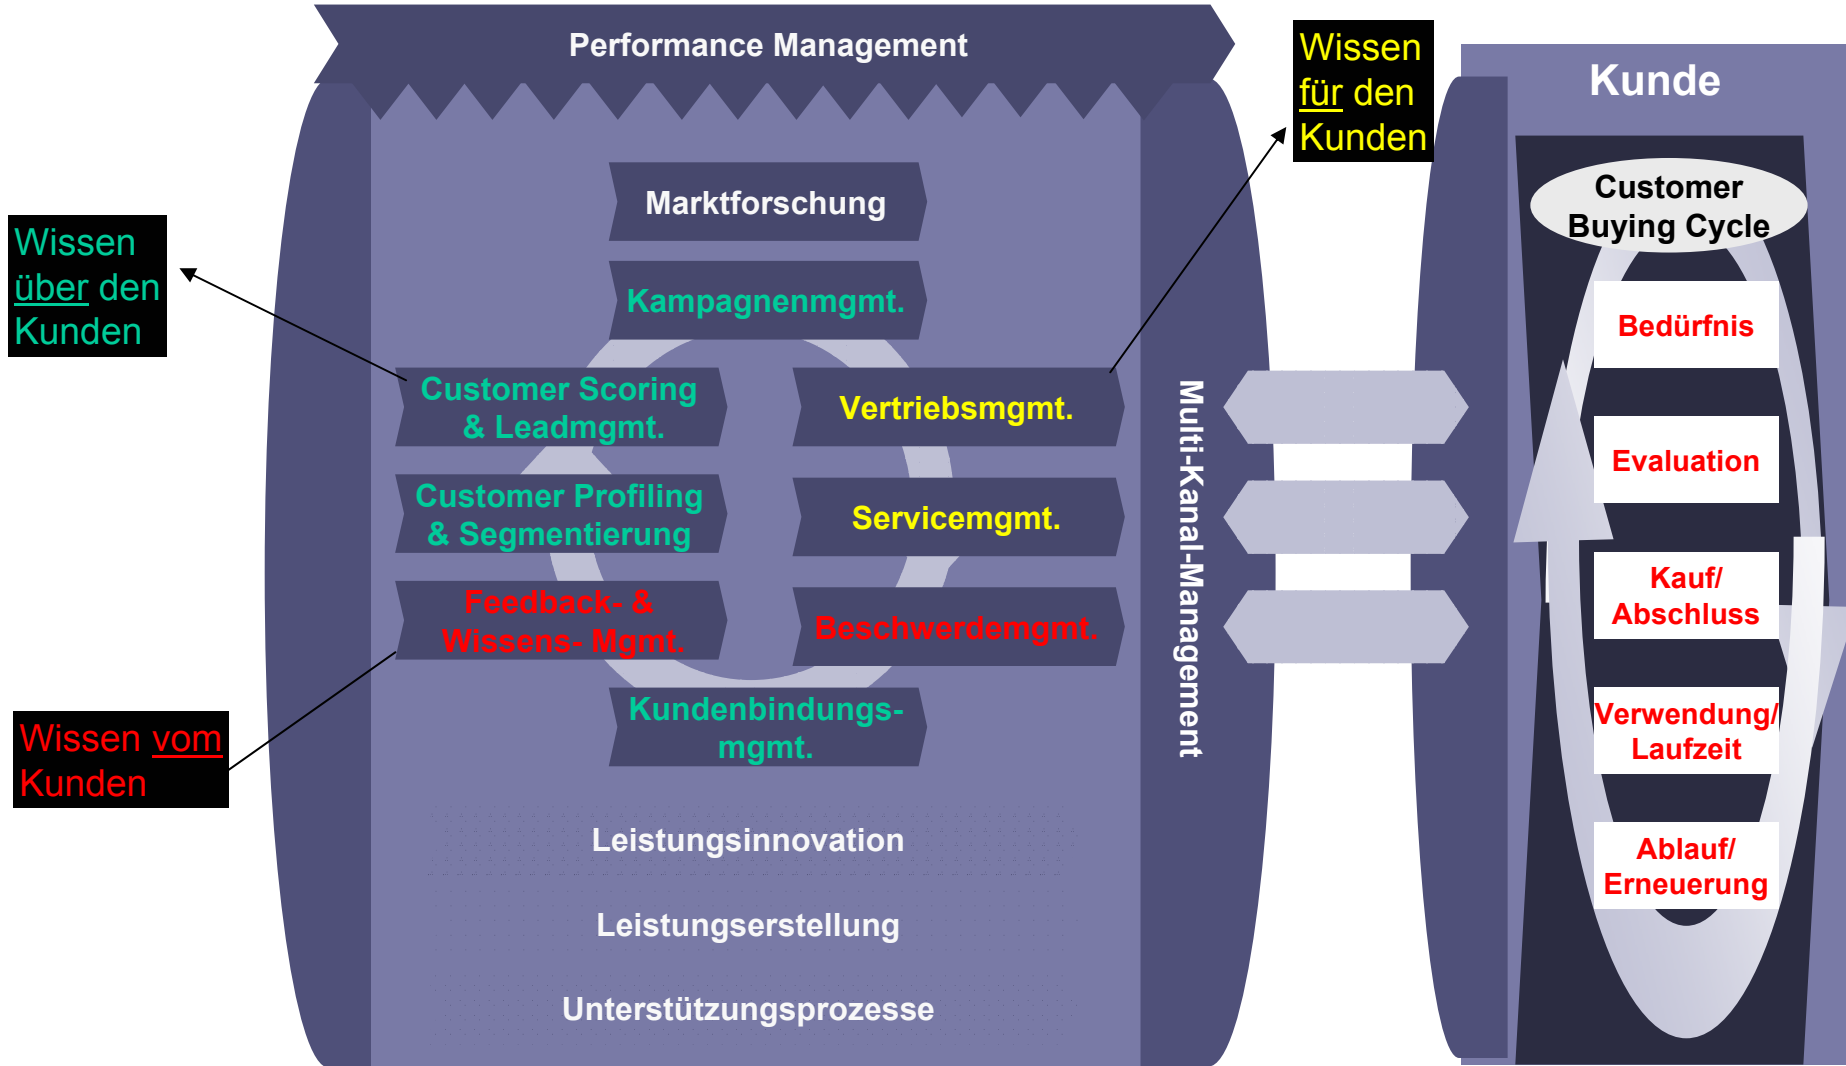 Performance Management
Wissen
für den
Kunden
Kunde
Marktforschung
Customer
Buying Cycle
Wissen
über den
Kunden
Kampagnenmgmt.
Bedürfnis
Customer Scoring
& Leadmgmt.
Vertriebsmgmt.
Multi-Kanal-Management
Evaluation
Customer Profiling
& Segmentierung
Servicemgmt.
Kauf/
Abschluss
Feedback- &
Wissens- Mgmt.
Beschwerdemgmt.
Kundenbindungs-
mgmt.
Verwendung/
Laufzeit
Wissen vom
Kunden
Leistungsinnovation
Ablauf/
Erneuerung
Leistungserstellung
Unterstützungsprozesse